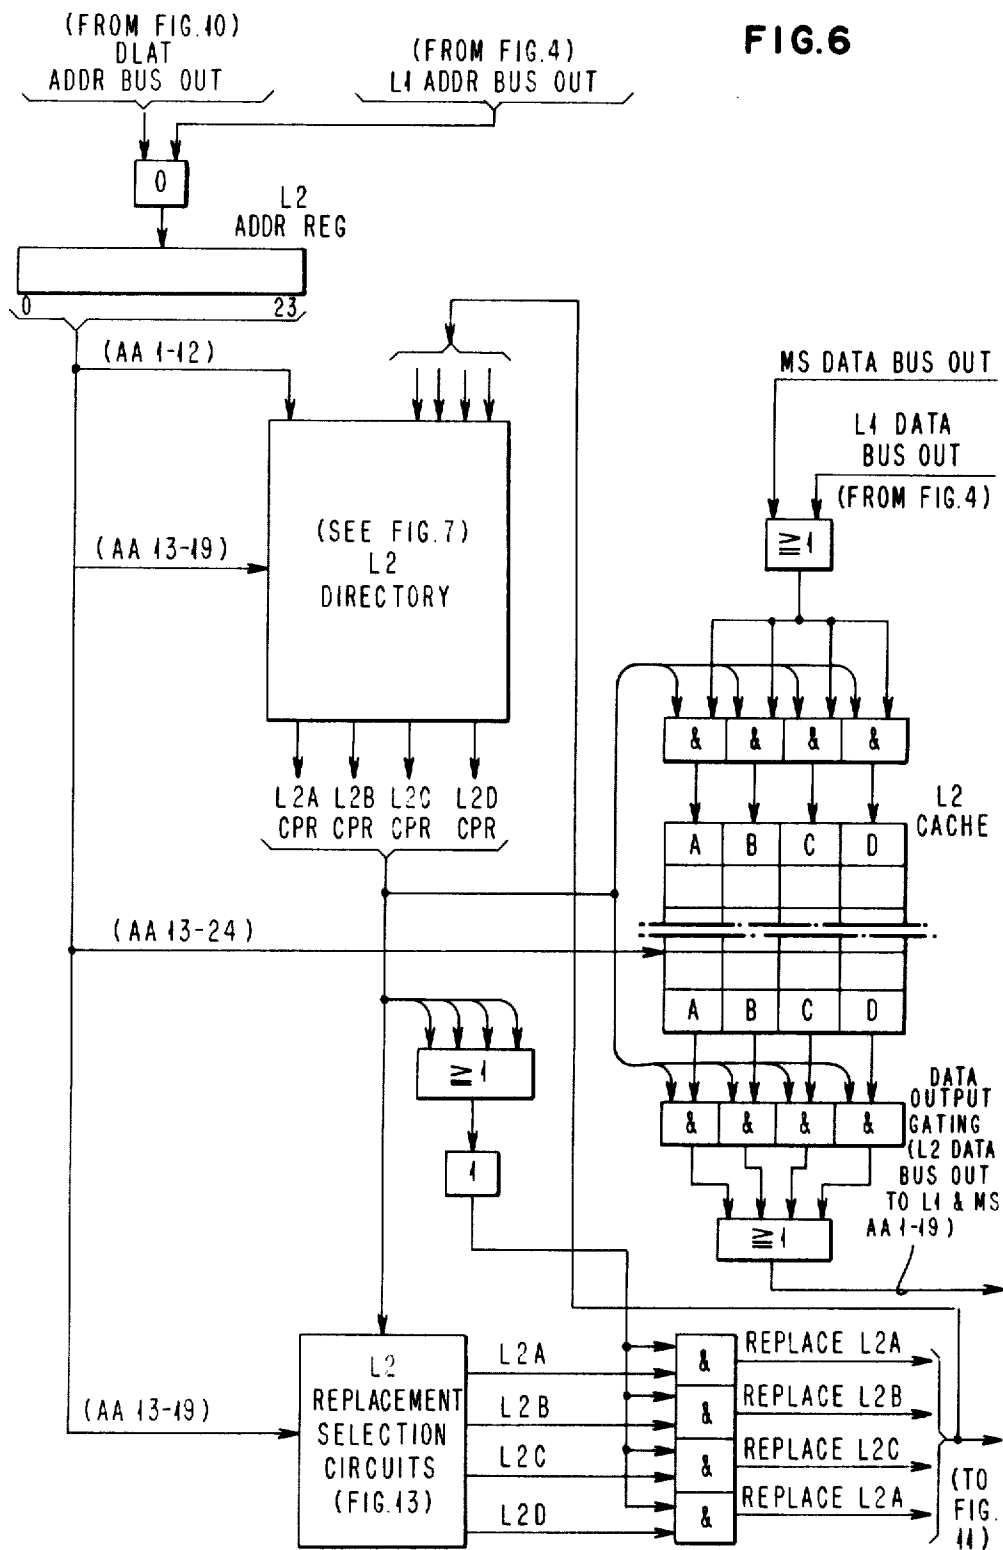 FIG.6
(FROM FIG.10)
DLAT
ADDR BUS OUT
(FROM FIG.4)
L1 ADDR BUS OUT
0
L2
ADDR REG
0
23
(AA 1-12)
MS DATA BUS OUT
L1 DATA
BUS OUT
(FROM FIG.4)
≥1
(AA 13-19)
(SEE FIG.7)
L2
DIRECTORY
& & & &
L2A L2B L2C L2D
CPR CPR CPR CPR
L2
CACHE
A B C D
(AA 13-24)
A B C D
≥1
DATA
OUTPUT
GATING
(L2 DATA
BUS OUT
TO L1 & MS
AA 1-19)
& & & &
1
≥1
L2
REPLACEMENT
SELECTION
CIRCUITS
(FIG.13)
(AA 13-19)
L2A
L2B
L2C
L2D
&
&
&
&
REPLACE L2A
REPLACE L2B
REPLACE L2C
REPLACE L2A
(TO
FIG.
11)